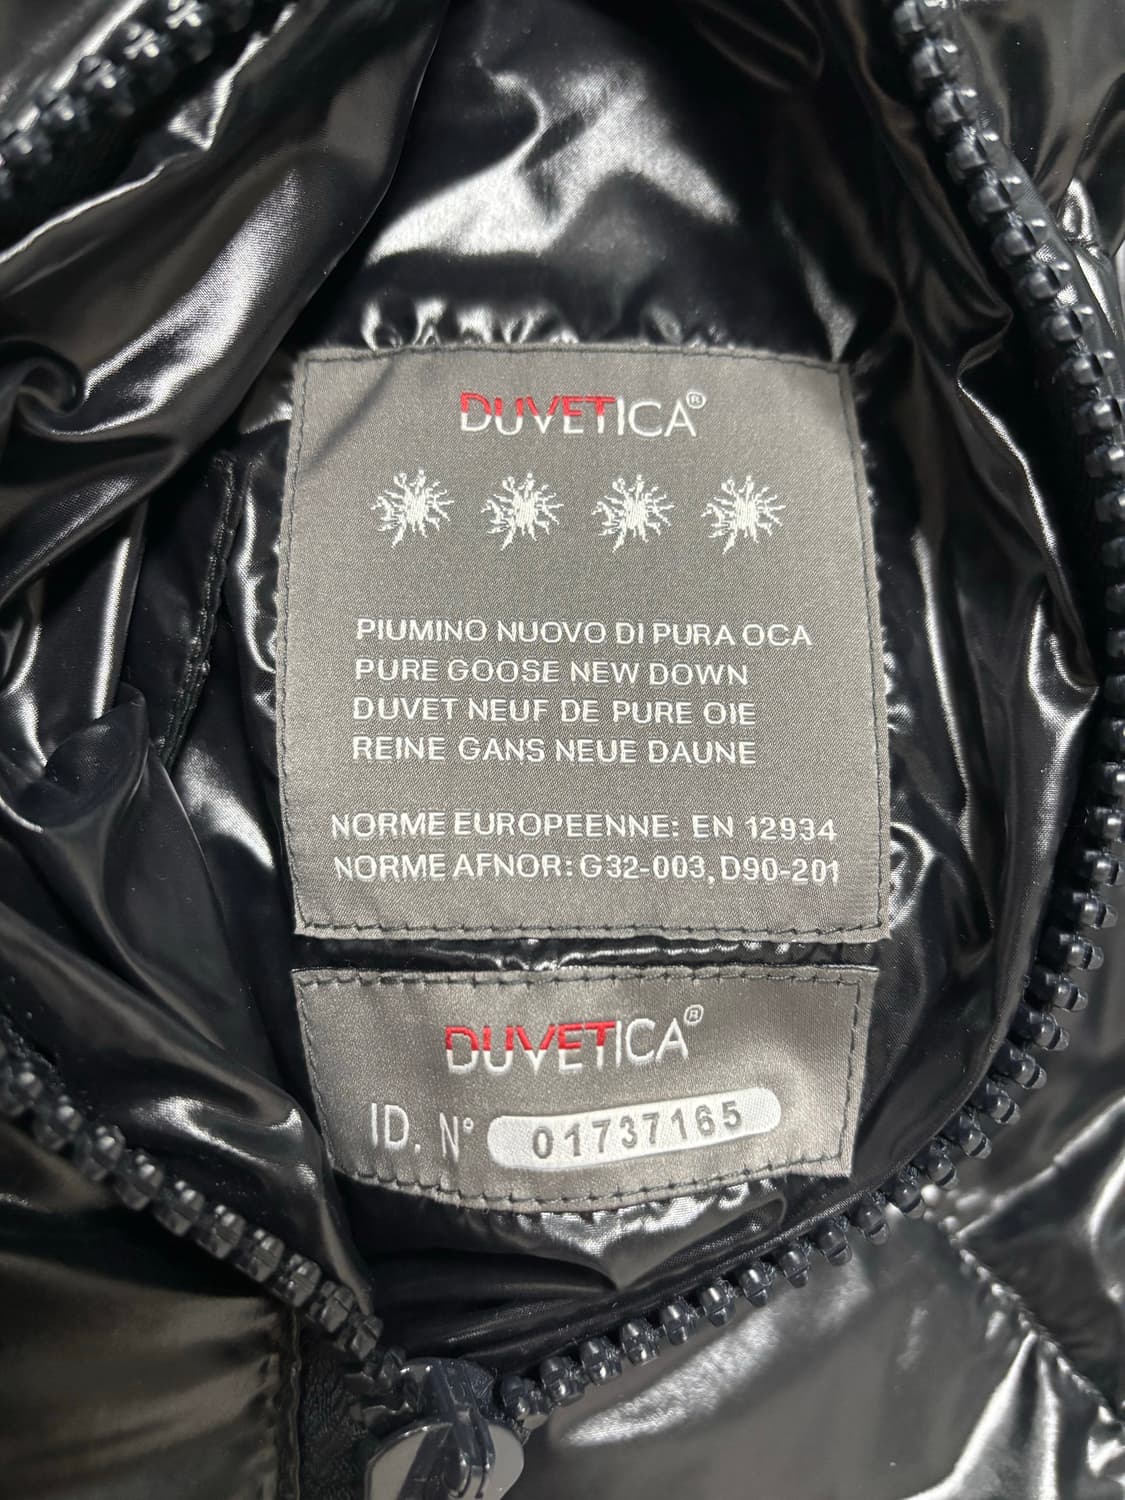 DUVETICA®
PIUMINO NUOVO DI PURA OCA
PURE GOOSE NEW DOWN
DUVET NEUF DE PURE OIE
REINE GANS NEUE DAUNE
NORME EUROPEENNE: EN 12934
NORME AFNOR: G32-003, D90-201
DUVETICA®
ID. N° 01737165